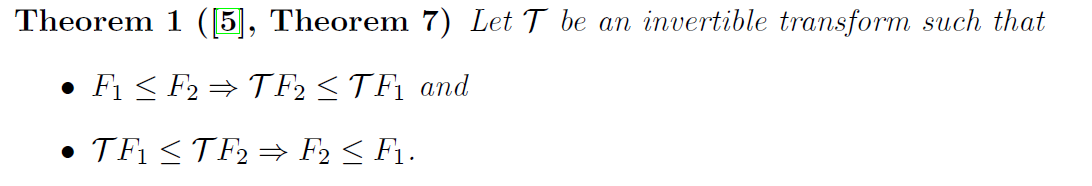 Theorem 1 ([5], Theorem 7) Let 𝒯 be an invertible transform such that
• F₁ ≤ F₂ ⇒ 𝒯F₂ ≤ 𝒯F₁ and
• 𝒯F₁ ≤ 𝒯F₂ ⇒ F₂ ≤ F₁.